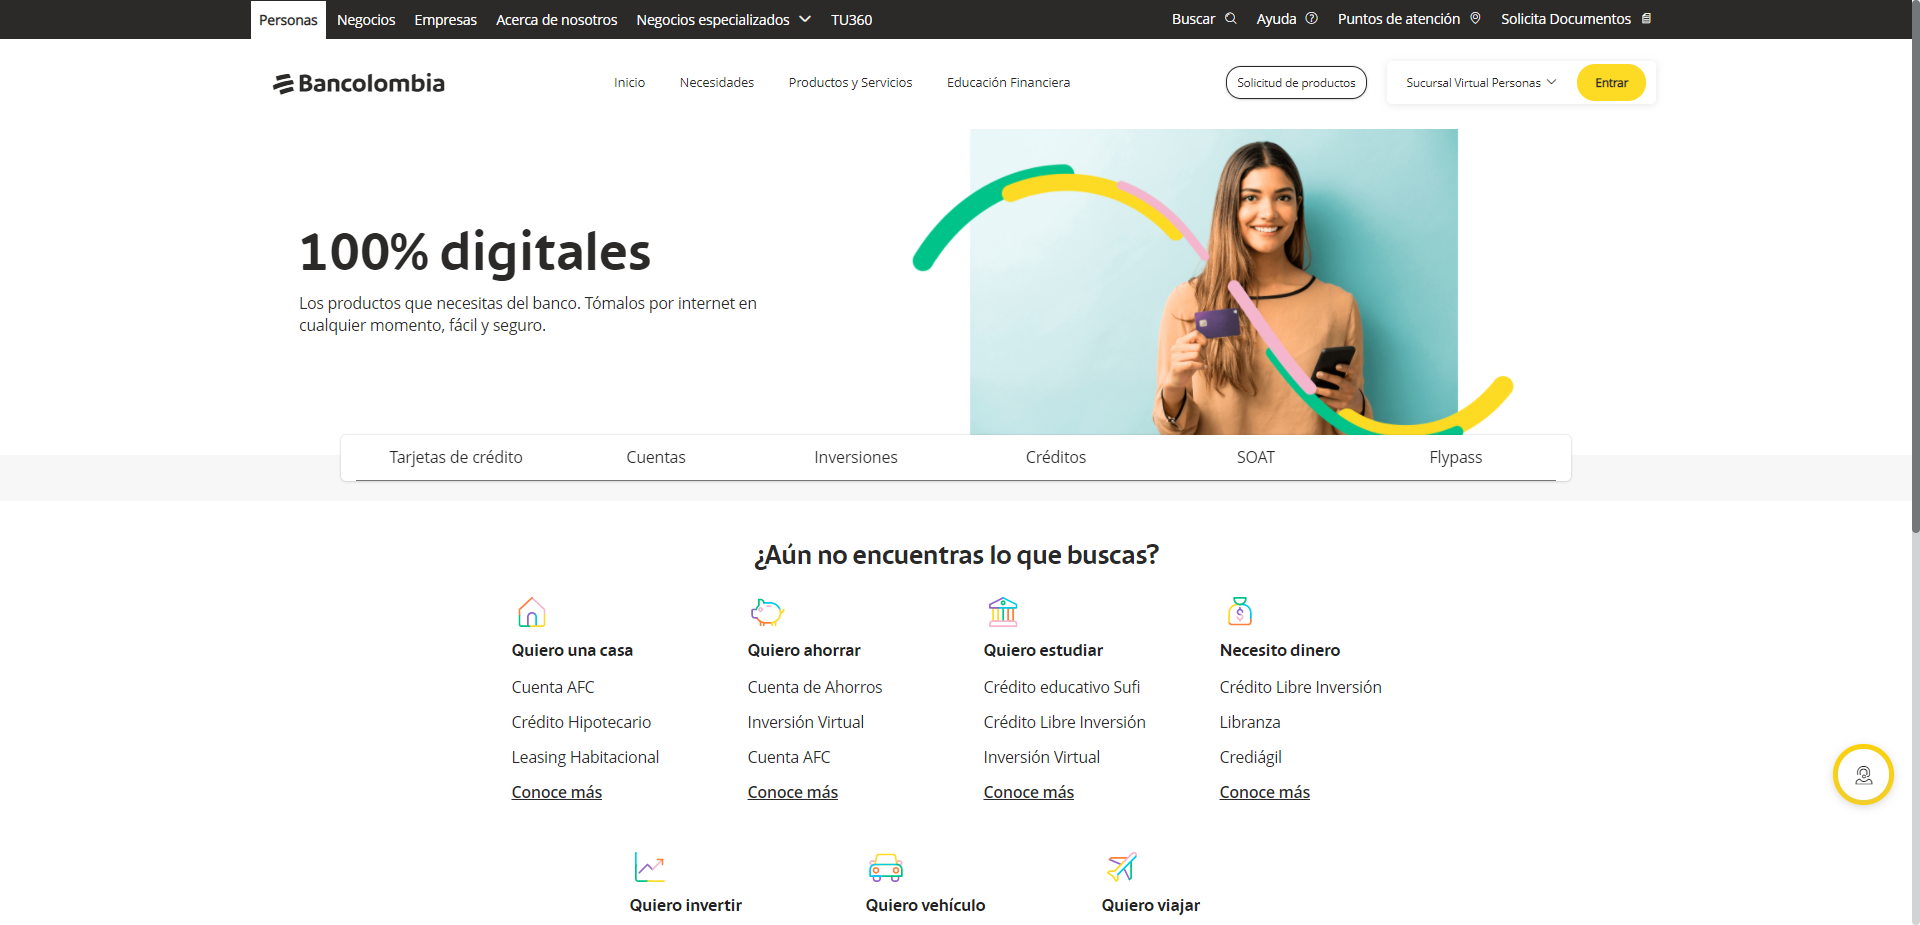 Personas Negocios Empresas Acerca de nosotros Negocios especializados TU360 Buscar Ayuda Puntos de atención Solicita Documentos
Bancolombia Inicio Necesidades Productos y Servicios Educación Financiera Solicitud de productos Sucursal Virtual Personas Entrar
100% digitales
Los productos que necesitas del banco. Tómalos por internet en
cualquier momento, fácil y seguro.
Tarjetas de crédito Cuentas Inversiones Créditos SOAT Flypass
¿Aún no encuentras lo que buscas?
Quiero una casa
Cuenta AFC
Crédito Hipotecario
Leasing Habitacional
Conoce más
Quiero ahorrar
Cuenta de Ahorros
Inversión Virtual
Cuenta AFC
Conoce más
Quiero estudiar
Crédito educativo Sufi
Crédito Libre Inversión
Inversión Virtual
Conoce más
Necesito dinero
Crédito Libre Inversión
Libranza
Crediágil
Conoce más
Quiero invertir
Quiero vehículo
Quiero viajar